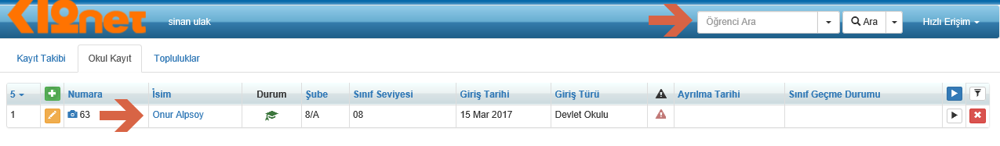 K12net sinan ulak Öğrenci Ara Ara Hızlı Erişim
Kayıt Takibi Okul Kayıt Topluluklar
5 Numara İsim Durum Şube Sınıf Seviyesi Giriş Tarihi Giriş Türü Ayrılma Tarihi Sınıf Geçme Durumu
1 63 Onur Alpsoy 8/A 08 15 Mar 2017 Devlet Okulu